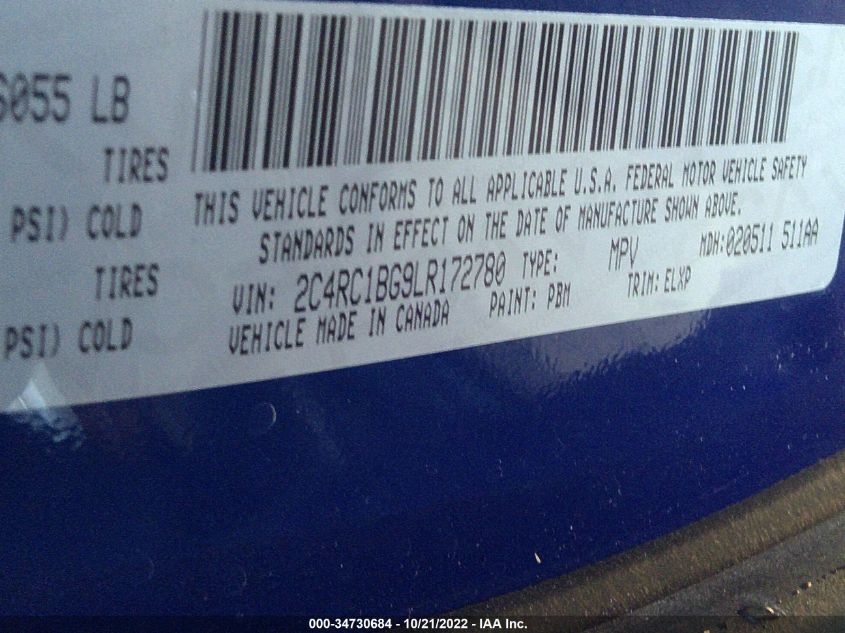 6055 LB
TIRES
PSI) COLD
TIRES
PSI) COLD
THIS VEHICLE CONFORMS TO ALL APPLICABLE U.S.A. FEDERAL MOTOR VEHICLE SAFETY
STANDARDS IN EFFECT ON THE DATE OF MANUFACTURE SHOWN ABOVE.
VIN: 2C4RC1BG9LR172780 TYPE: MPV MDH:020511 511AA
VEHICLE MADE IN CANADA PAINT: PBM TRIM: ELXP
000-34730684 - 10/21/2022 - IAA Inc.